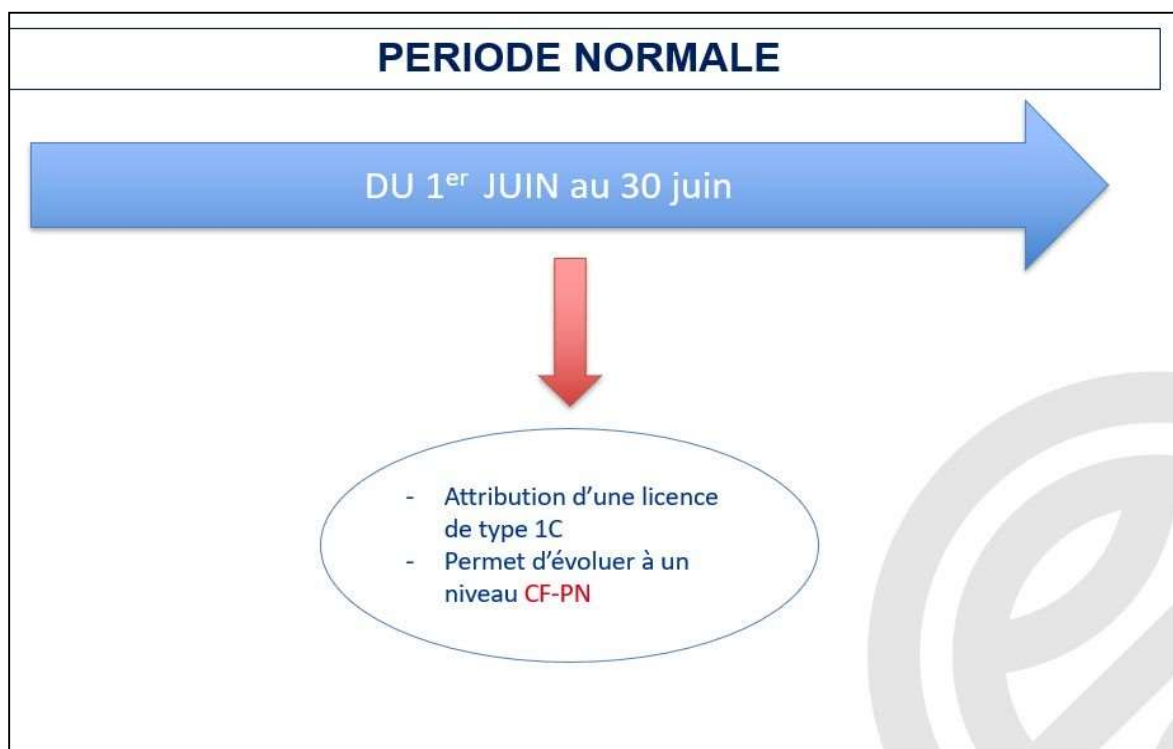 PERIODE NORMALE
DU 1er JUIN au 30 juin
- Attribution d'une licence
de type 1C
- Permet d'évoluer à un
niveau CF-PN